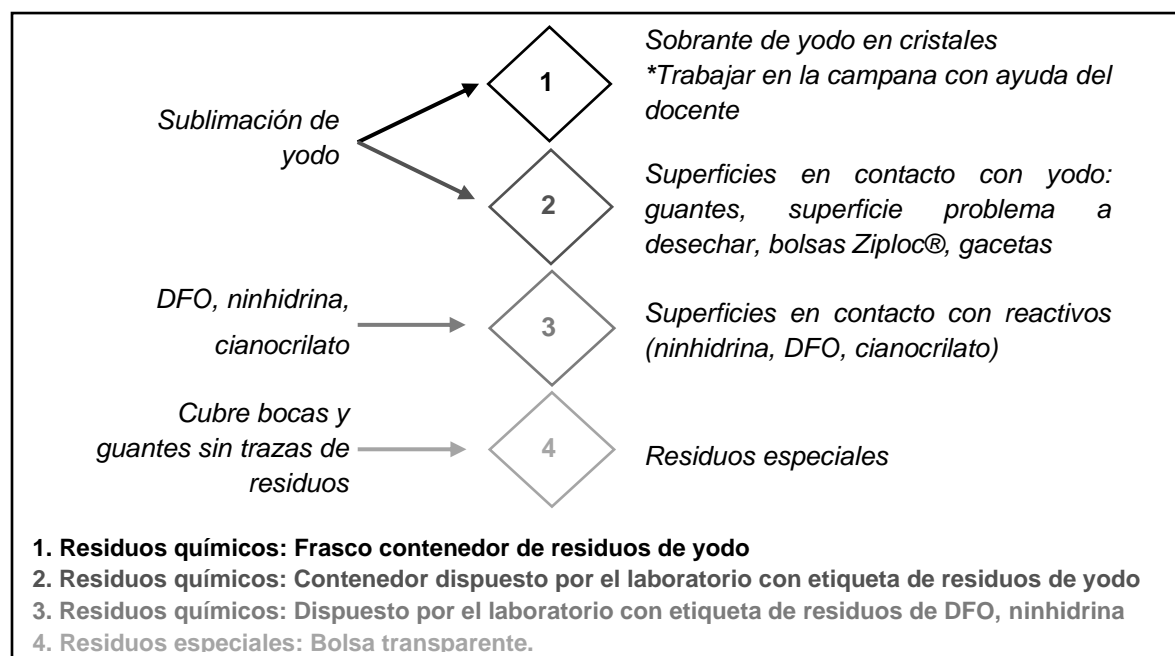 Sublimación de
yodo
1
Sobrante de yodo en cristales
*Trabajar en la campana con ayuda del
docente
2
Superficies en contacto con yodo:
guantes, superficie problema a
desechar, bolsas Ziploc®, gacetas
DFO, ninhidrina,
cianocrilato
3
Superficies en contacto con reactivos
(ninhidrina, DFO, cianocrilato)
Cubre bocas y
guantes sin trazas de
residuos
4
Residuos especiales
1. Residuos químicos: Frasco contenedor de residuos de yodo
2. Residuos químicos: Contenedor dispuesto por el laboratorio con etiqueta de residuos de yodo
3. Residuos químicos: Dispuesto por el laboratorio con etiqueta de residuos de DFO, ninhidrina
4. Residuos especiales: Bolsa transparente.